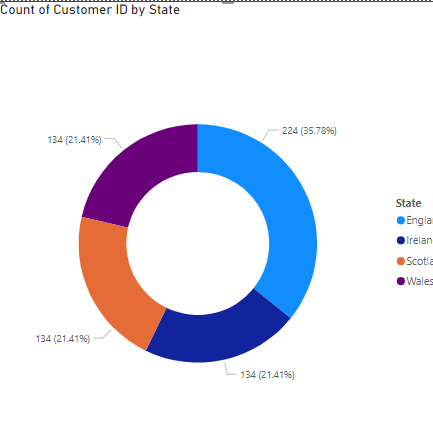 Count of Customer ID by State
134 (21.41%)
224 (35.78%)
State
Engla
Irelan
Scotla
Wales
134 (21.41%)
134 (21.41%)